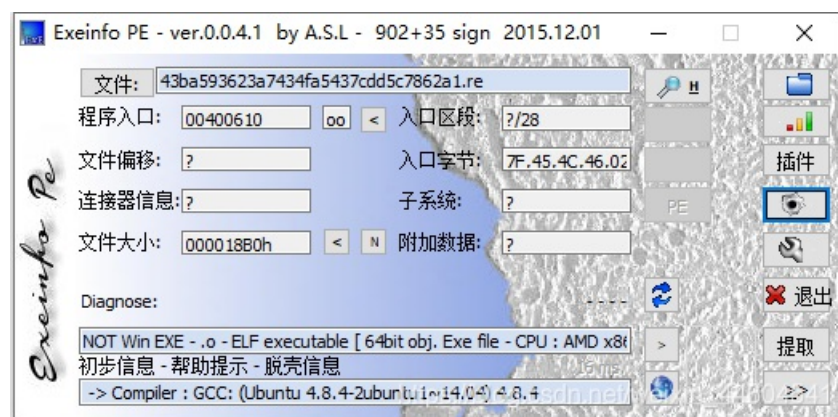 Exeinfo PE - ver.0.0.4.1 by A.S.L - 902+35 sign 2015.12.01
文件: 43ba593623a7434fa5437cdd5c7862a1.re H
程序入口: 00400610 oo < 入口区段: ?/28
文件偏移: ? 入口字节: 7F.45.4C.46.02 插件
连接器信息: ? 子系统: ? PE
文件大小: 000018B0h < N 附加数据: ?
Exeinfo Pe
Diagnose: ---- 退出
NOT Win EXE - .o - ELF executable [ 64bit obj. Exe file - CPU : AMD x86 > 提取
初步信息 - 帮助提示 - 脱壳信息
-> Compiler : GCC: (Ubuntu 4.8.4-2ubuntu1~14.04) 4.8.4 >>